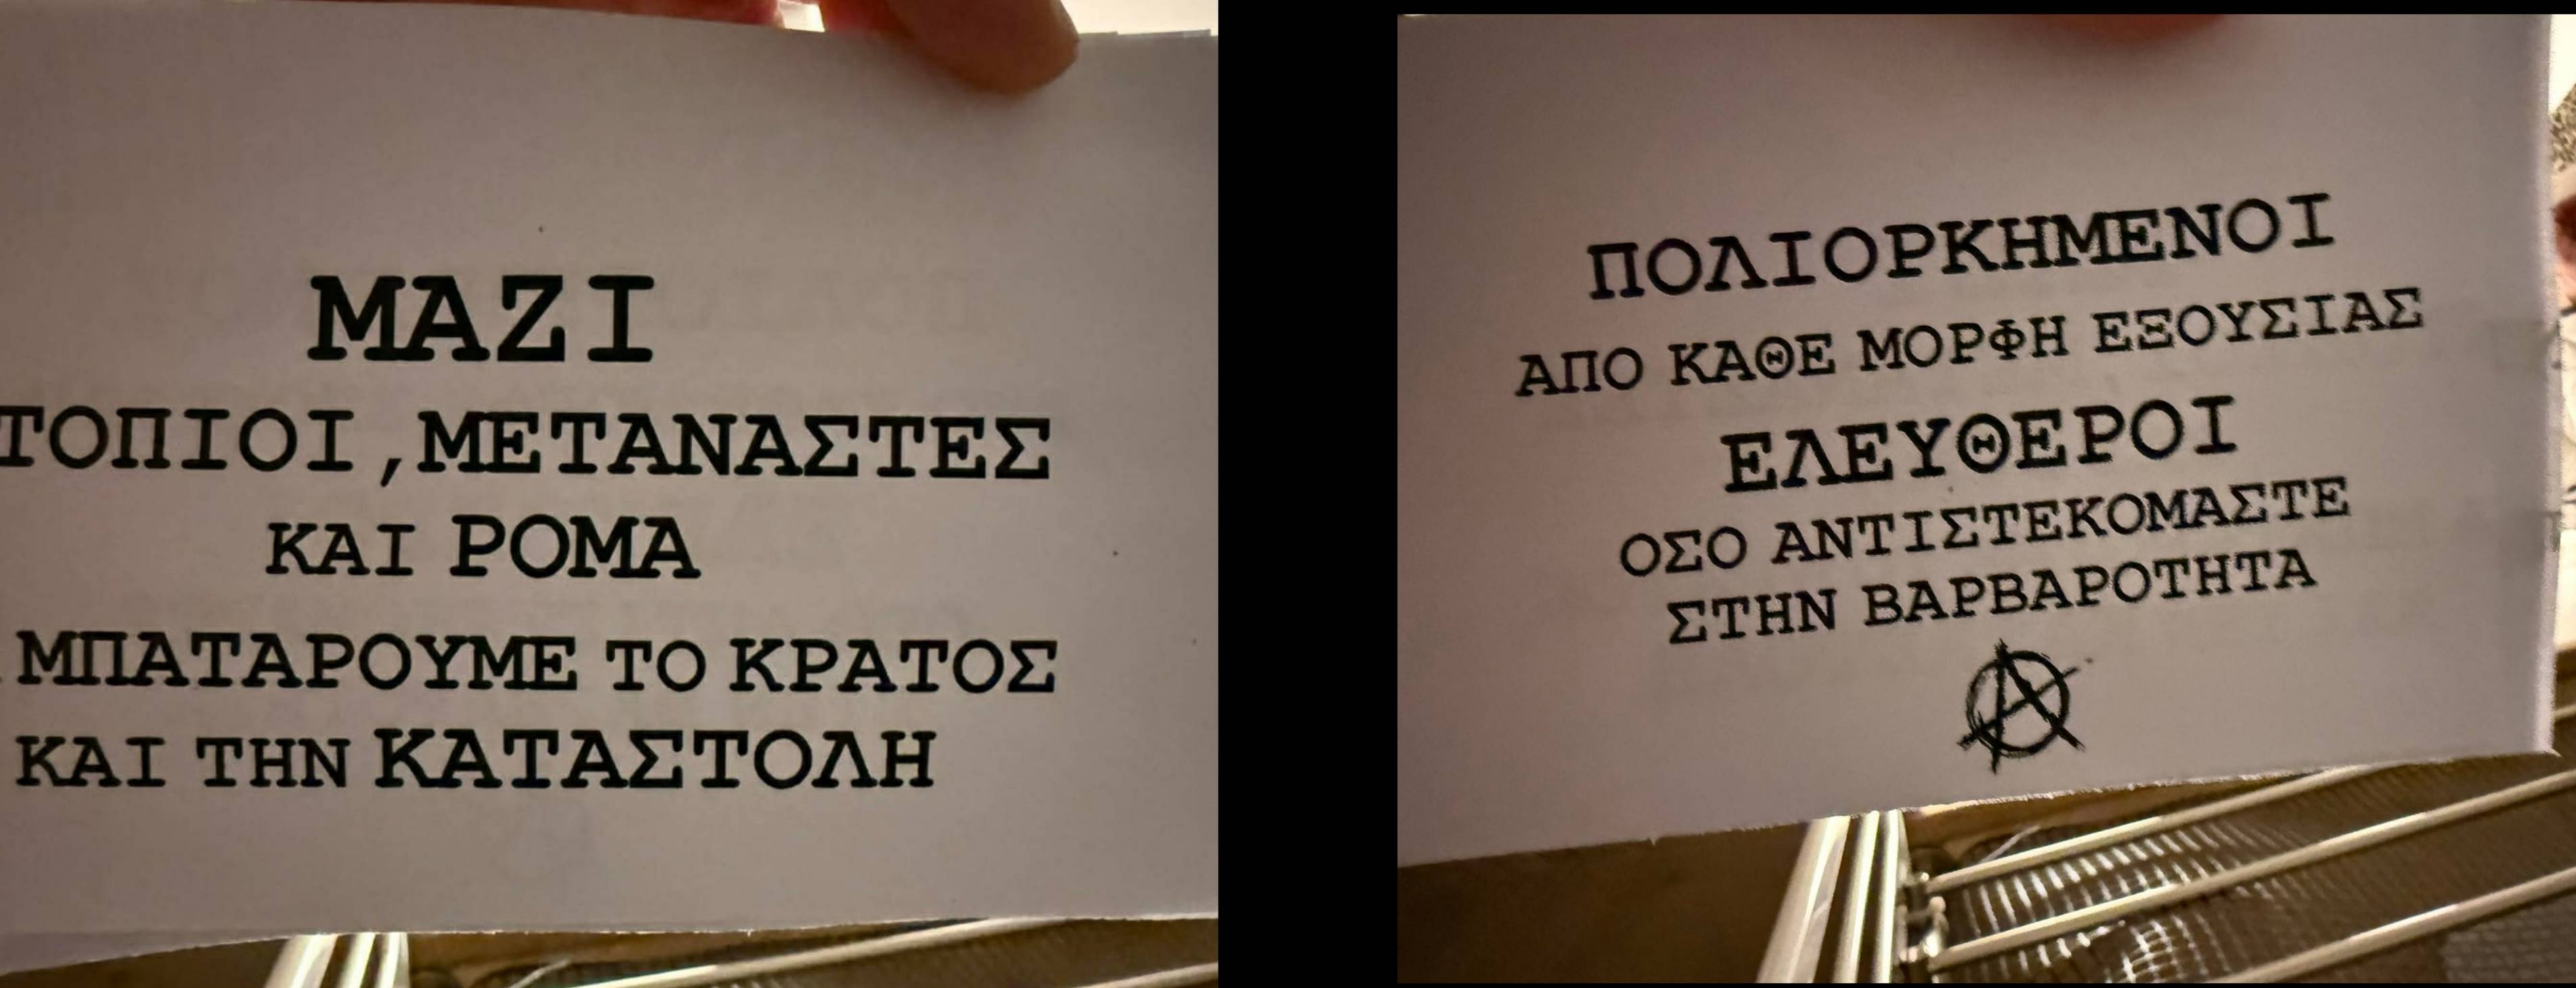 ΜΑΖΙ
ΤΟΠΙΟΙ,ΜΕΤΑΝΑΣΤΕΣ
ΚΑΙ ΡΟΜΑ
ΜΠΑΤΑΡΟΥΜΕ ΤΟ ΚΡΑΤΟΣ
ΚΑΙ ΤΗΝ ΚΑΤΑΣΤΟΛΗ
ΠΟΛΙΟΡΚΗΜΕΝΟΙ
ΑΠΟ ΚΑΘΕ ΜΟΡΦΗ ΕΞΟΥΣΙΑΣ
ΕΛΕΥΘΕΡΟΙ
ΟΣΟ ΑΝΤΙΣΤΕΚΟΜΑΣΤΕ
ΣΤΗΝ ΒΑΡΒΑΡΟΤΗΤΑ